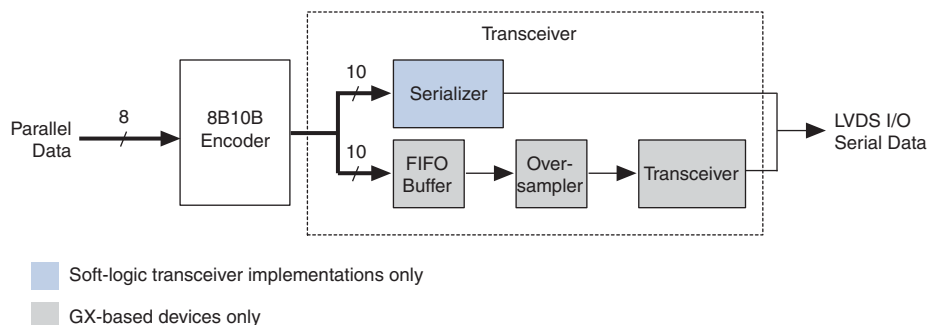 Transceiver
10
Serializer
8
Parallel
Data
8B10B
Encoder
LVDS I/O
Serial Data
10
FIFO
Buffer
Over-
sampler
Transceiver
Soft-logic transceiver implementations only
GX-based devices only